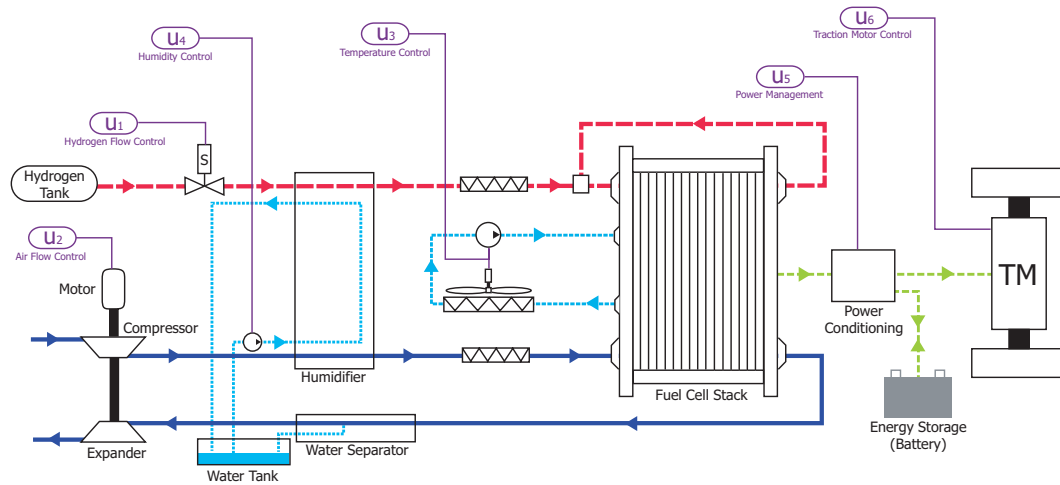 u6
Traction Motor Control
u4
Humidity Control
u3
Temperature Control
u5
Power Management
u1
Hydrogen Flow Control
S
Hydrogen
Tank
u2
Air Flow Control
Motor
TM
Compressor
Power
Conditioning
Humidifier
Fuel Cell Stack
Energy Storage
(Battery)
Expander
Water Separator
Water Tank